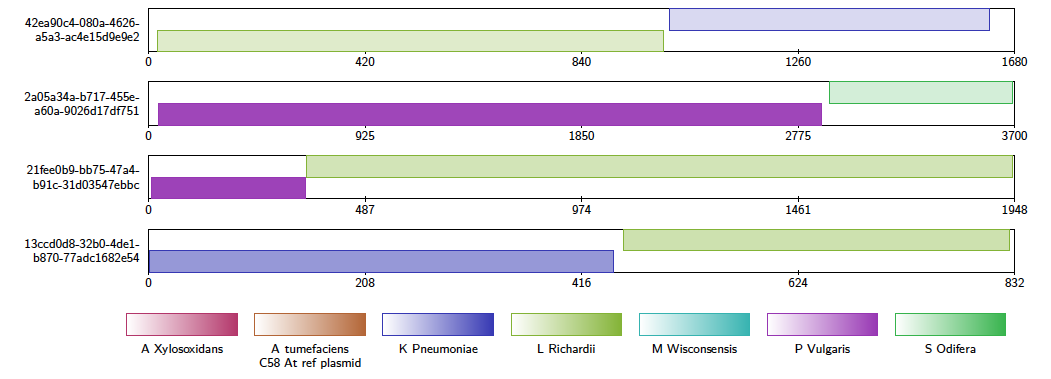 42ea90c4-080a-4626-
a5a3-ac4e15d9e9e2
0 420 840 1260 1680
2a05a34a-b717-455e-
a60a-9026d17df751
0 925 1850 2775 3700
21fee0b9-bb75-47a4-
b91c-31d03547ebbc
0 487 974 1461 1948
13ccd0d8-32b0-4de1-
b870-77adc1682e54
0 208 416 624 832
A Xylosoxidans A tumefaciens K Pneumoniae L Richardii M Wisconsensis P Vulgaris S Odifera
C58 At ref plasmid